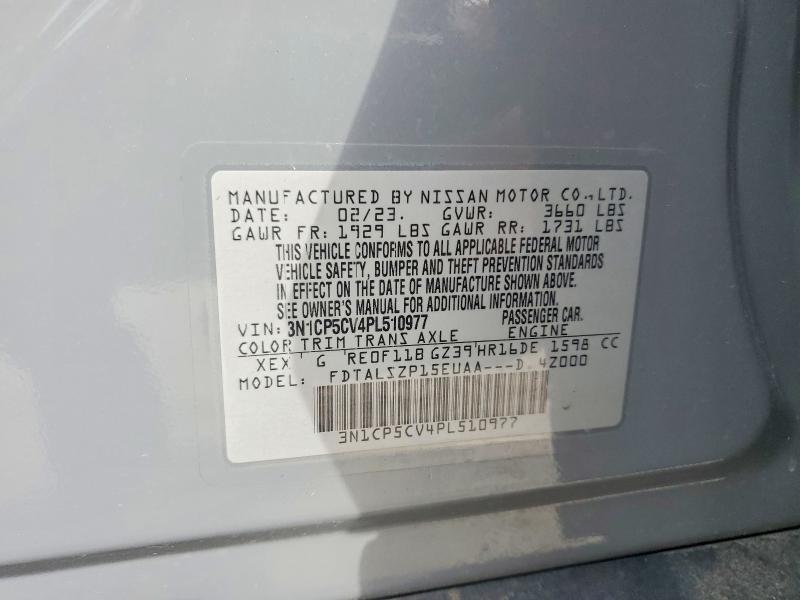 MANUFACTURED BY NISSAN MOTOR CO., LTD.
DATE: 02/23. GVWR: 3660 LBS
GAWR FR: 1929 LBS GAWR RR: 1731 LBS
THIS VEHICLE CONFORMS TO ALL APPLICABLE FEDERAL MOTOR
VEHICLE SAFETY, BUMPER AND THEFT PREVENTION STANDARDS
IN EFFECT ON THE DATE OF MANUFACTURE SHOWN ABOVE.
SEE OWNER'S MANUAL FOR ADDITIONAL INFORMATION.
VIN: 3N1CP5CV4PL510977 PASSENGER CAR.
COLOR TRIM TRANS AXLE ENGINE
XEX G RE0F11B GZ39 HR16DE 1598 CC
MODEL: FDTALSZP15EUAA---D. 4Z000
3N1CP5CV4PL510977